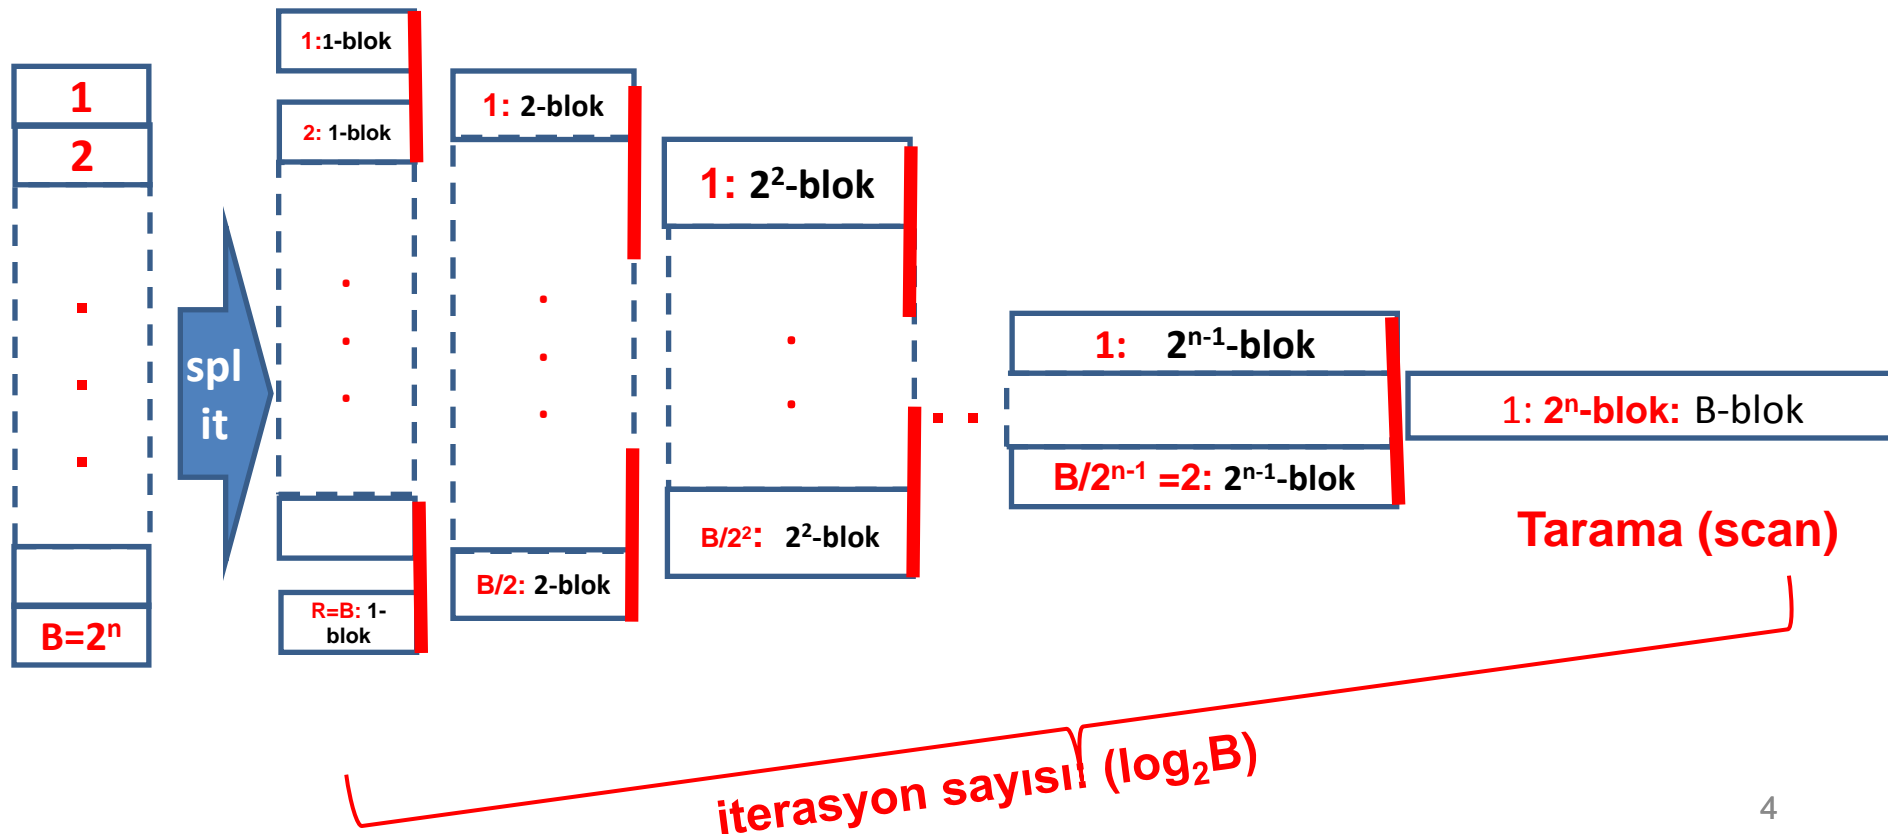 1
2
B=2ⁿ
spl
it
1:1-blok
2: 1-blok
R=B: 1-
blok
1: 2-blok
B/2: 2-blok
1: 2²-blok
B/2²: 2²-blok
1: 2ⁿ⁻¹-blok
B/2ⁿ⁻¹ =2: 2ⁿ⁻¹-blok
1: 2ⁿ-blok: B-blok
Tarama (scan)
iterasyon sayısı! (log₂B)
4